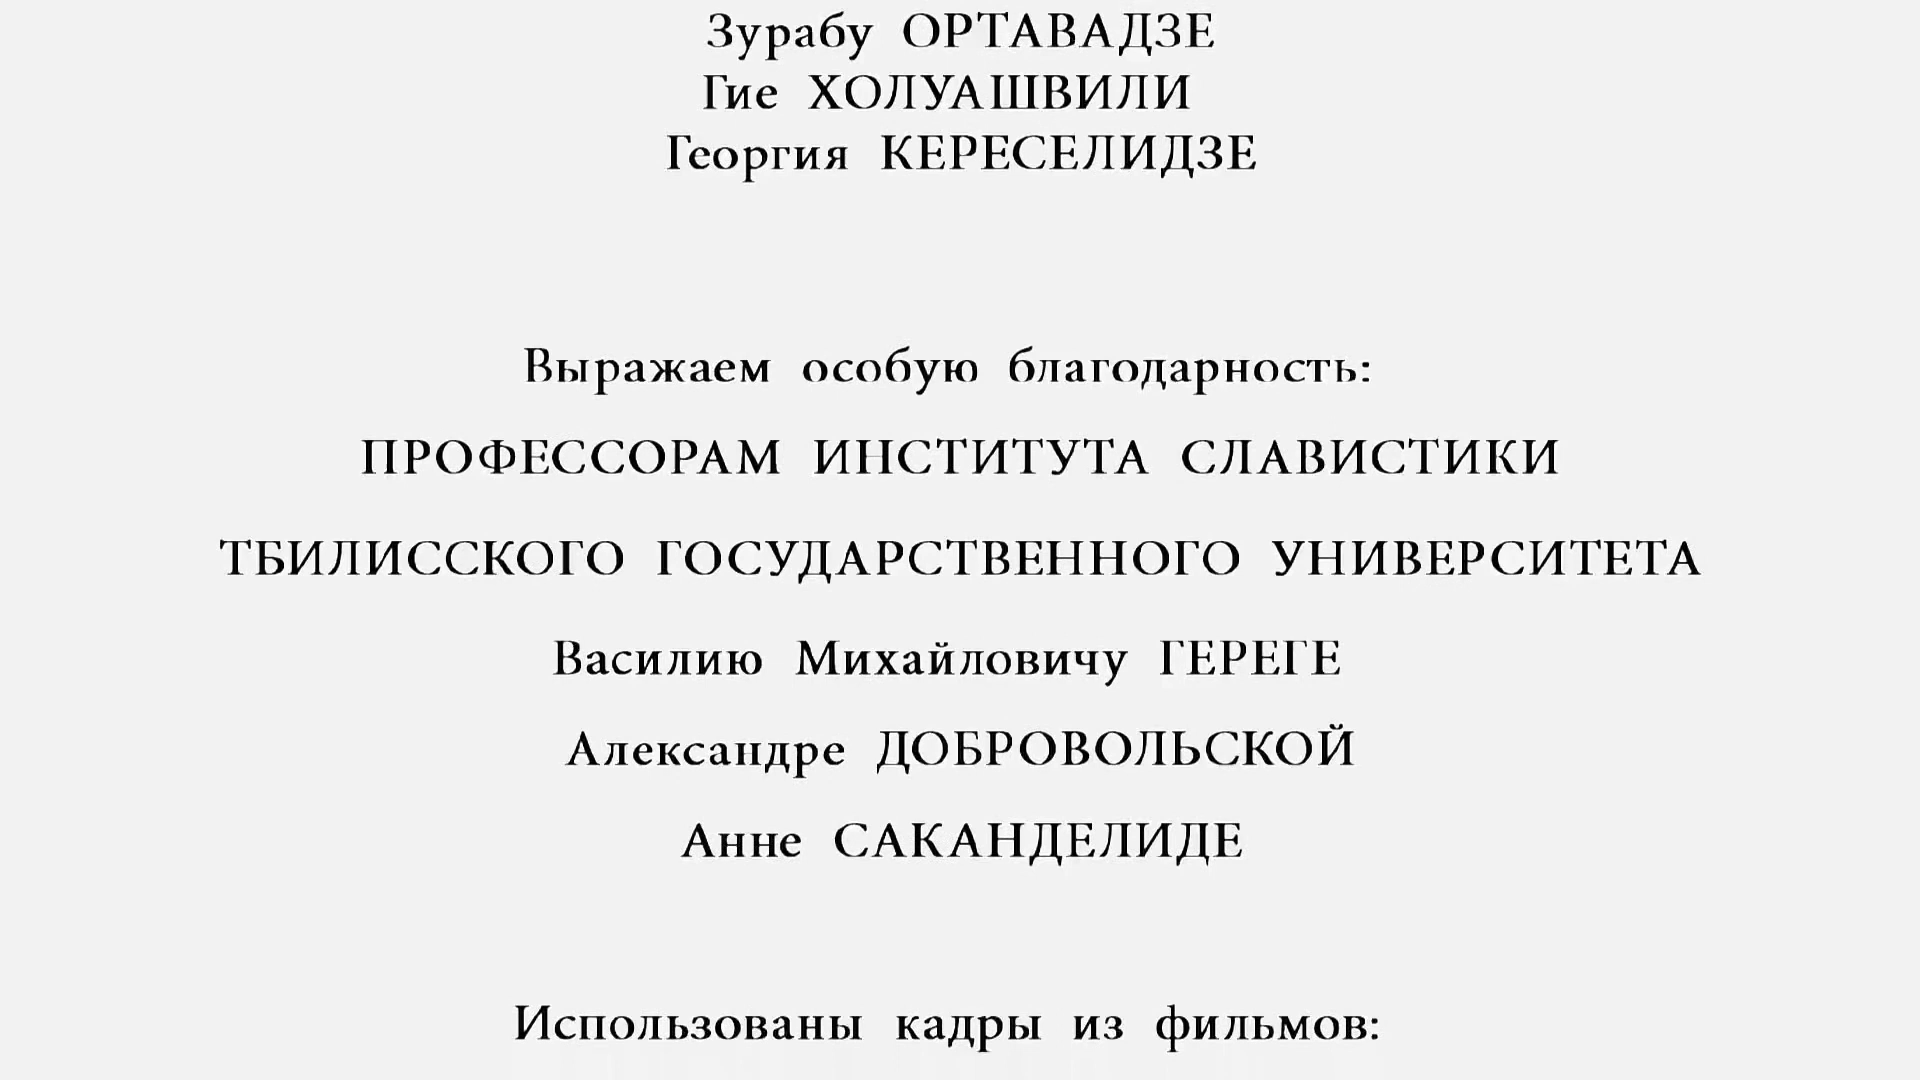 Зурабу ОРТАВАДЗЕ
Гие ХОЛУАШВИЛИ
Георгия КЕРЕСЕЛИДЗЕ
Выражаем особую благодарность:
ПРОФЕССОРАМ ИНСТИТУТА СЛАВИСТИКИ
ТБИЛИССКОГО ГОСУДАРСТВЕННОГО УНИВЕРСИТЕТА
Василию Михайловичу ГЕРЕГЕ
Александре ДОБРОВОЛЬСКОЙ
Анне САКАНДЕЛИДЕ
Использованы кадры из фильмов: